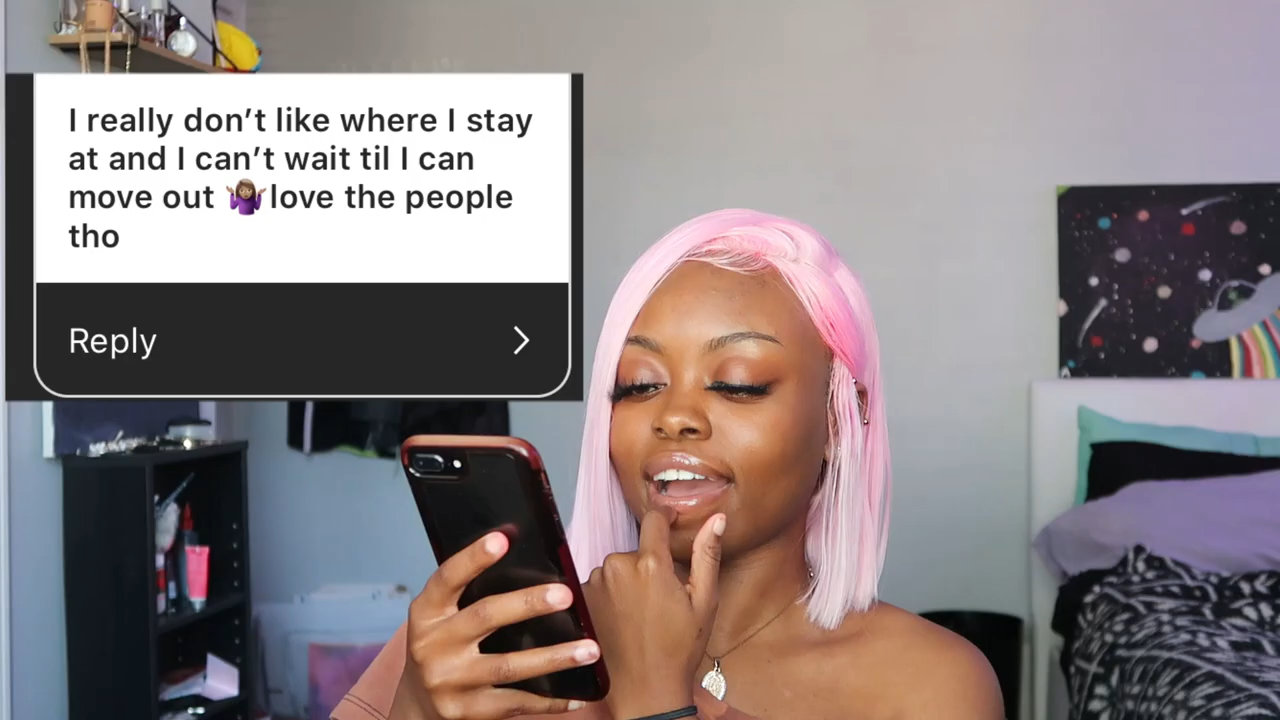 I really don’t like where I stay
at and I can’t wait til I can
move out 🤷🏽‍♀️love the people
tho
Reply